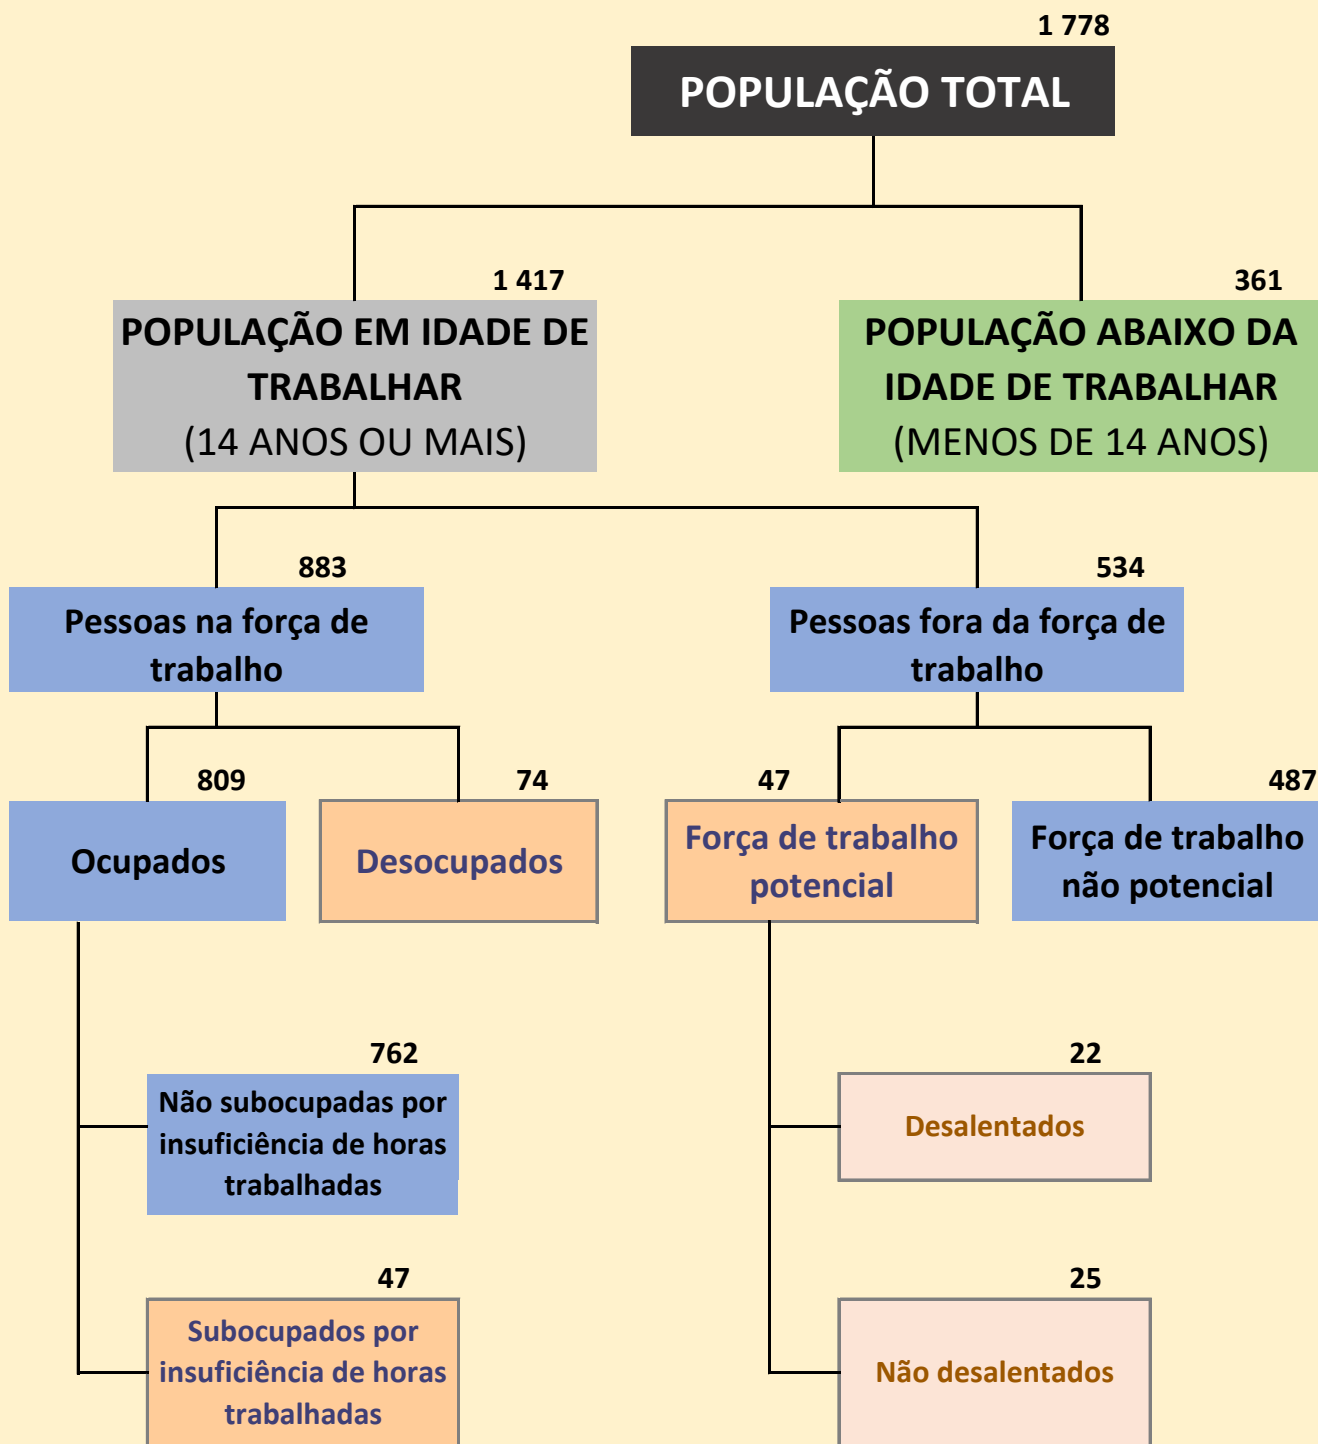 1 778
POPULAÇÃO TOTAL
1 417
POPULAÇÃO EM IDADE DE
TRABALHAR
(14 ANOS OU MAIS)
361
POPULAÇÃO ABAIXO DA
IDADE DE TRABALHAR
(MENOS DE 14 ANOS)
883
Pessoas na força de
trabalho
534
Pessoas fora da força de
trabalho
809
Ocupados
74
Desocupados
47
Força de trabalho
potencial
487
Força de trabalho
não potencial
762
Não subocupadas por
insuficiência de horas
trabalhadas
22
Desalentados
47
Subocupados por
insuficiência de horas
trabalhadas
25
Não desalentados